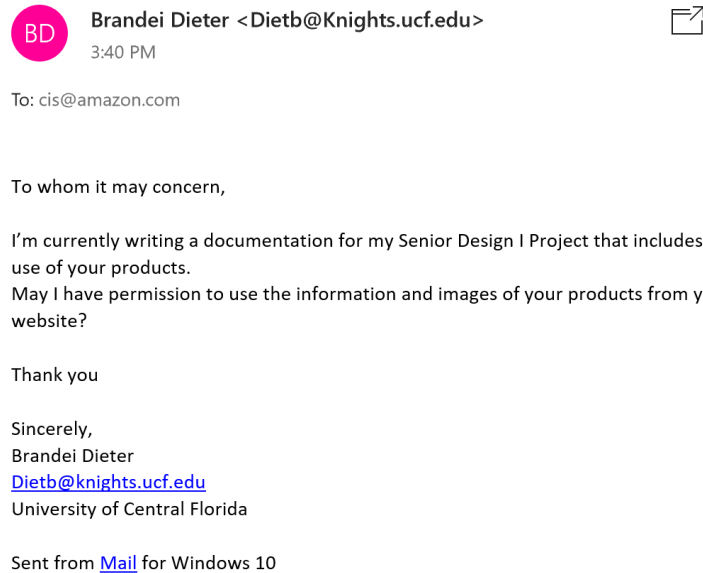 BD
Brandei Dieter <Dietb@Knights.ucf.edu>
3:40 PM
To: cis@amazon.com
To whom it may concern,
I’m currently writing a documentation for my Senior Design I Project that includes
use of your products.
May I have permission to use the information and images of your products from y
website?
Thank you
Sincerely,
Brandei Dieter
Dietb@knights.ucf.edu
University of Central Florida
Sent from Mail for Windows 10